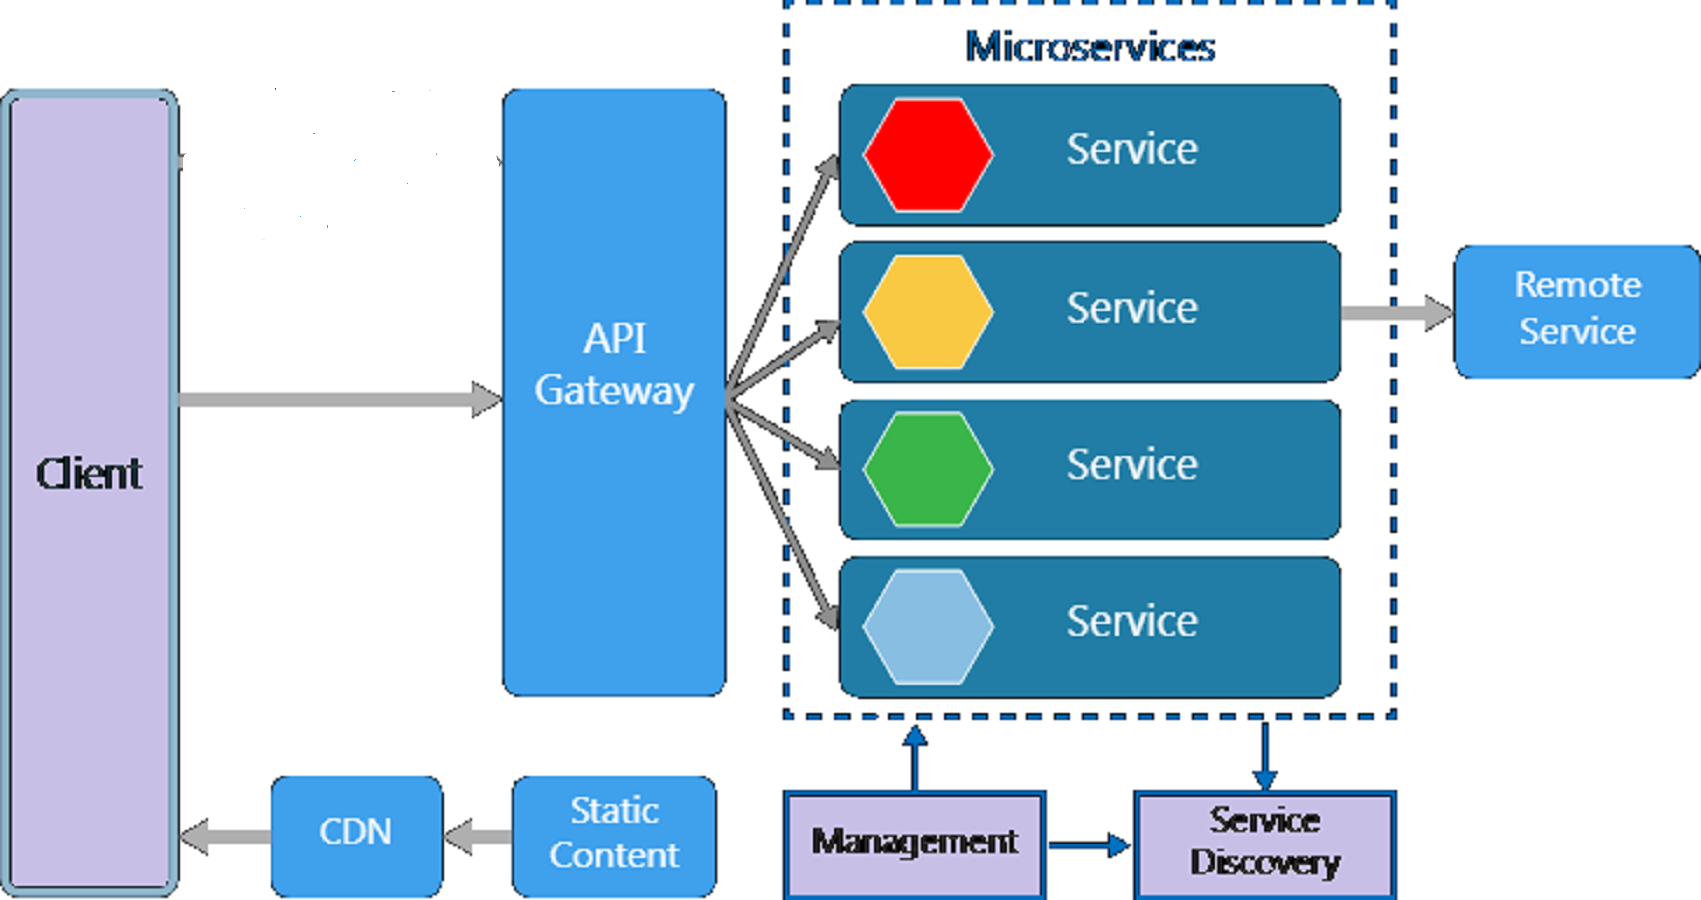 Microservices
Service
Service
Service
Service
Remote
Service
API
Gateway
Client
CDN
Static
Content
Management
Service
Discovery